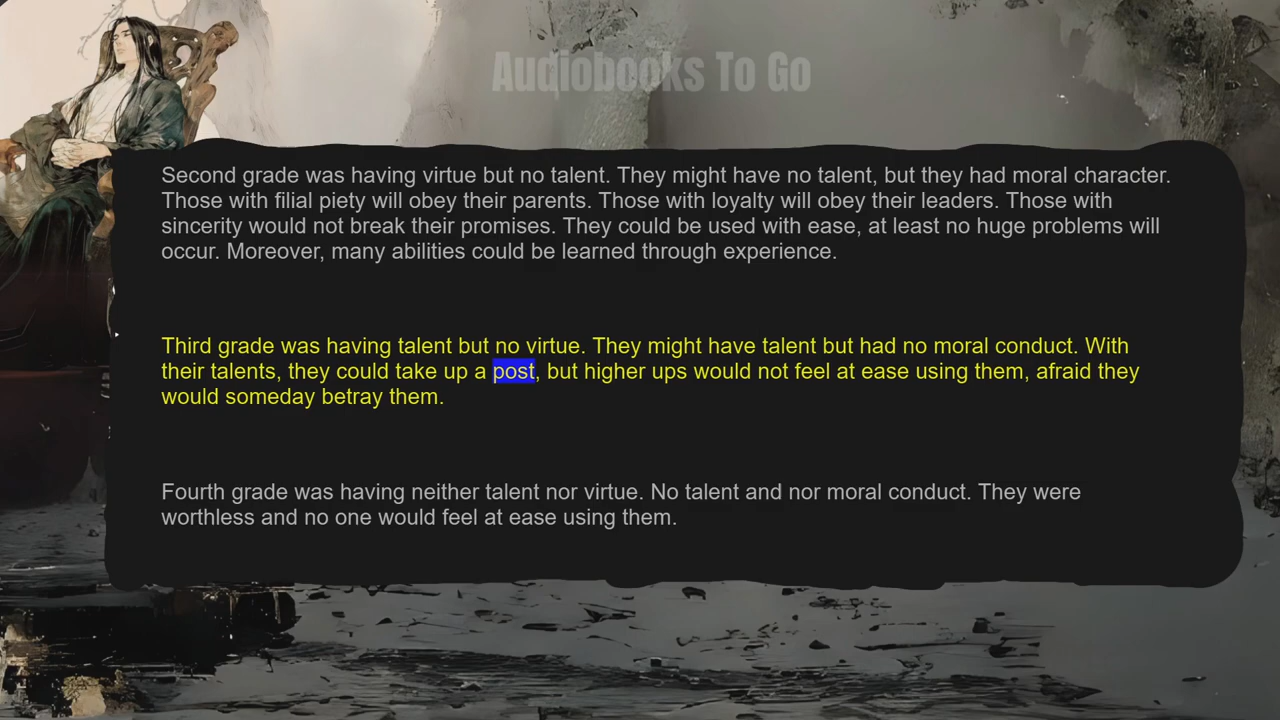 Audiobooks To Go
Second grade was having virtue but no talent. They might have no talent, but they had moral character.
Those with filial piety will obey their parents. Those with loyalty will obey their leaders. Those with
sincerity would not break their promises. They could be used with ease, at least no huge problems will
occur. Moreover, many abilities could be learned through experience.
Third grade was having talent but no virtue. They might have talent but had no moral conduct. With
their talents, they could take up a post, but higher ups would not feel at ease using them, afraid they
would someday betray them.
Fourth grade was having neither talent nor virtue. No talent and nor moral conduct. They were
worthless and no one would feel at ease using them.